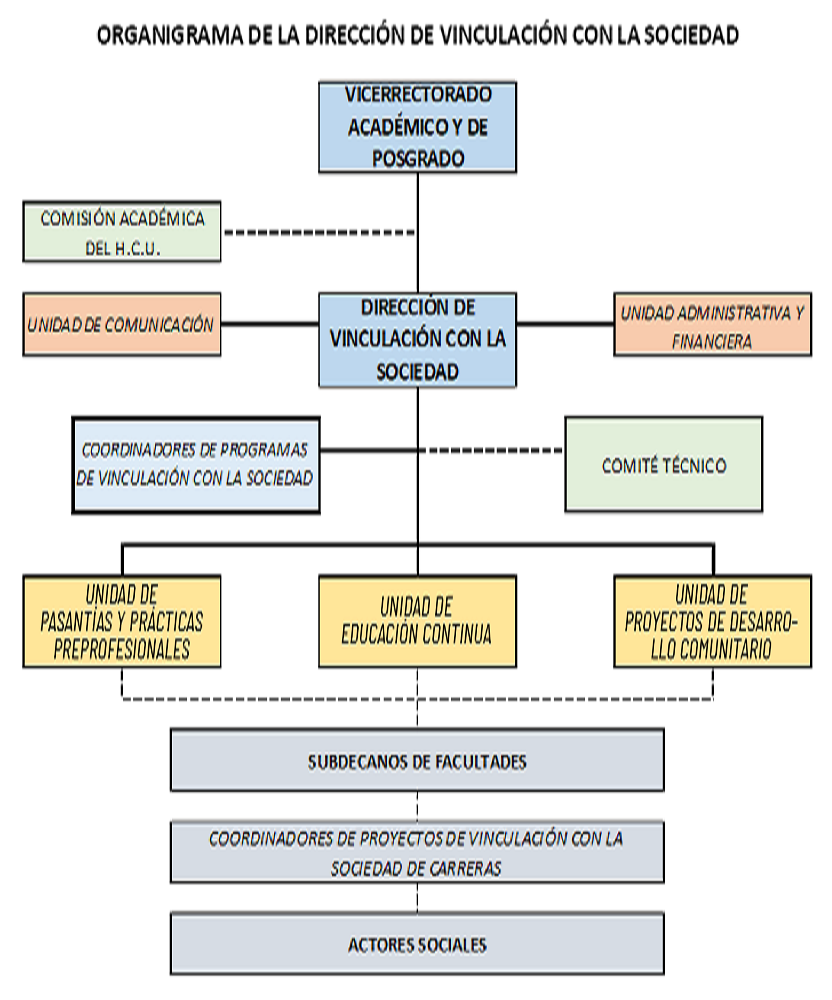 ORGANIGRAMA DE LA DIRECCIÓN DE VINCULACIÓN CON LA SOCIEDAD
VICERRECTORADO
ACADÉMICO Y DE
POSGRADO
COMISIÓN ACADÉMICA
DEL H.C.U.
UNIDAD DE COMUNICACIÓN
DIRECCIÓN DE
VINCULACIÓN CON LA
SOCIEDAD
UNIDAD ADMINISTRATIVA Y
FINANCIERA
COORDINADORES DE PROGRAMAS
DE VINCULACIÓN CON LA SOCIEDAD
COMITÉ TÉCNICO
UNIDAD DE
PASANTÍAS Y PRÁCTICAS
PREPROFESIONALES
UNIDAD DE
EDUCACIÓN CONTINUA
UNIDAD DE
PROYECTOS DE DESARRO-
LLO COMUNITARIO
SUBDECANOS DE FACULTADES
COORDINADORES DE PROYECTOS DE VINCULACIÓN CON LA
SOCIEDAD DE CARRERAS
ACTORES SOCIALES